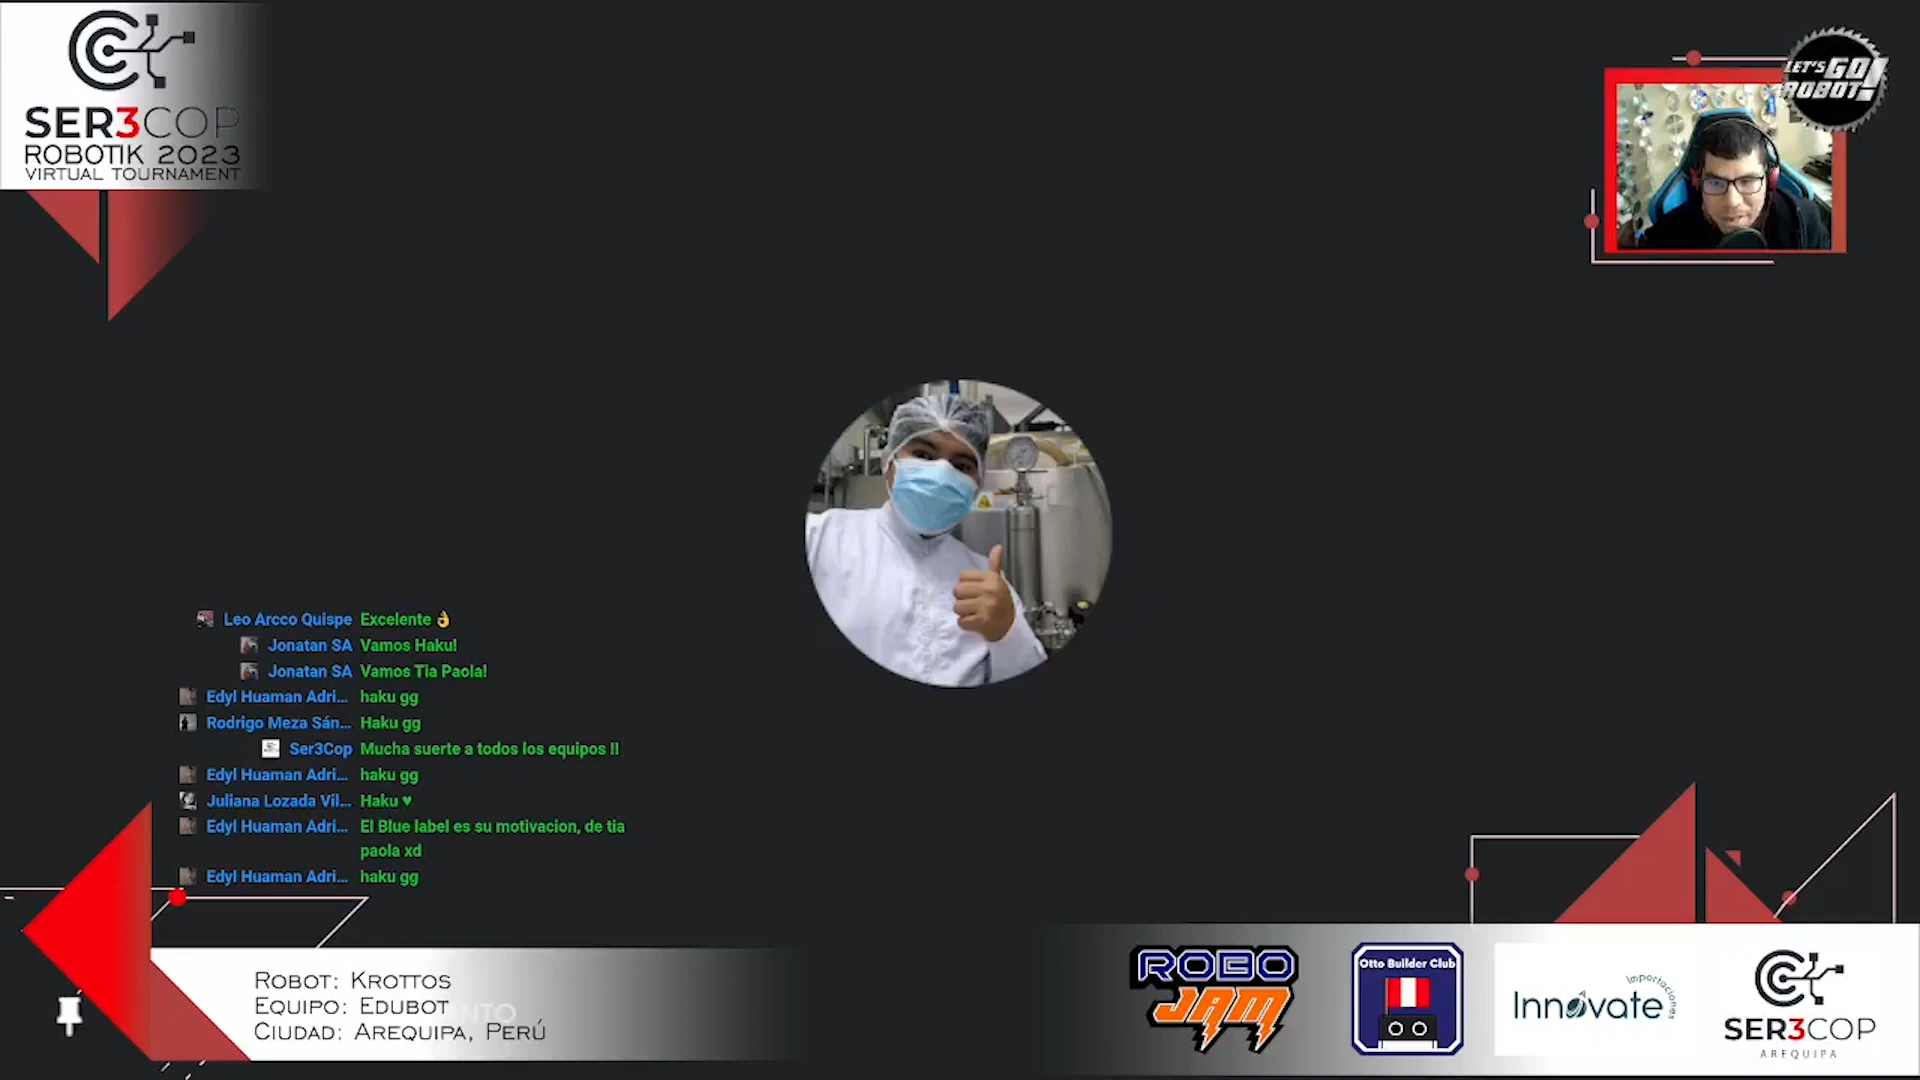 SER3COP
ROBOTIK 2023
VIRTUAL TOURNAMENT
LET'S GO
ROBOT!
Leo Arcco Quispe Excelente 👌
Jonatan SA Vamos Haku!
Jonatan SA Vamos Tia Paola!
Edyl Huaman Adri... haku gg
Rodrigo Meza Sán... Haku gg
Ser3Cop Mucha suerte a todos los equipos !!
Edyl Huaman Adri... haku gg
Juliana Lozada Vil... Haku ♥
Edyl Huaman Adri... El Blue label es su motivacion, de tia
paola xd
Edyl Huaman Adri... haku gg
Robot: Krottos
Equipo: Edubot
Ciudad: Arequipa, Perú
ROBO
JAM
Otto Builder Club
Innovate
importaciones
SER3COP
AREQUIPA